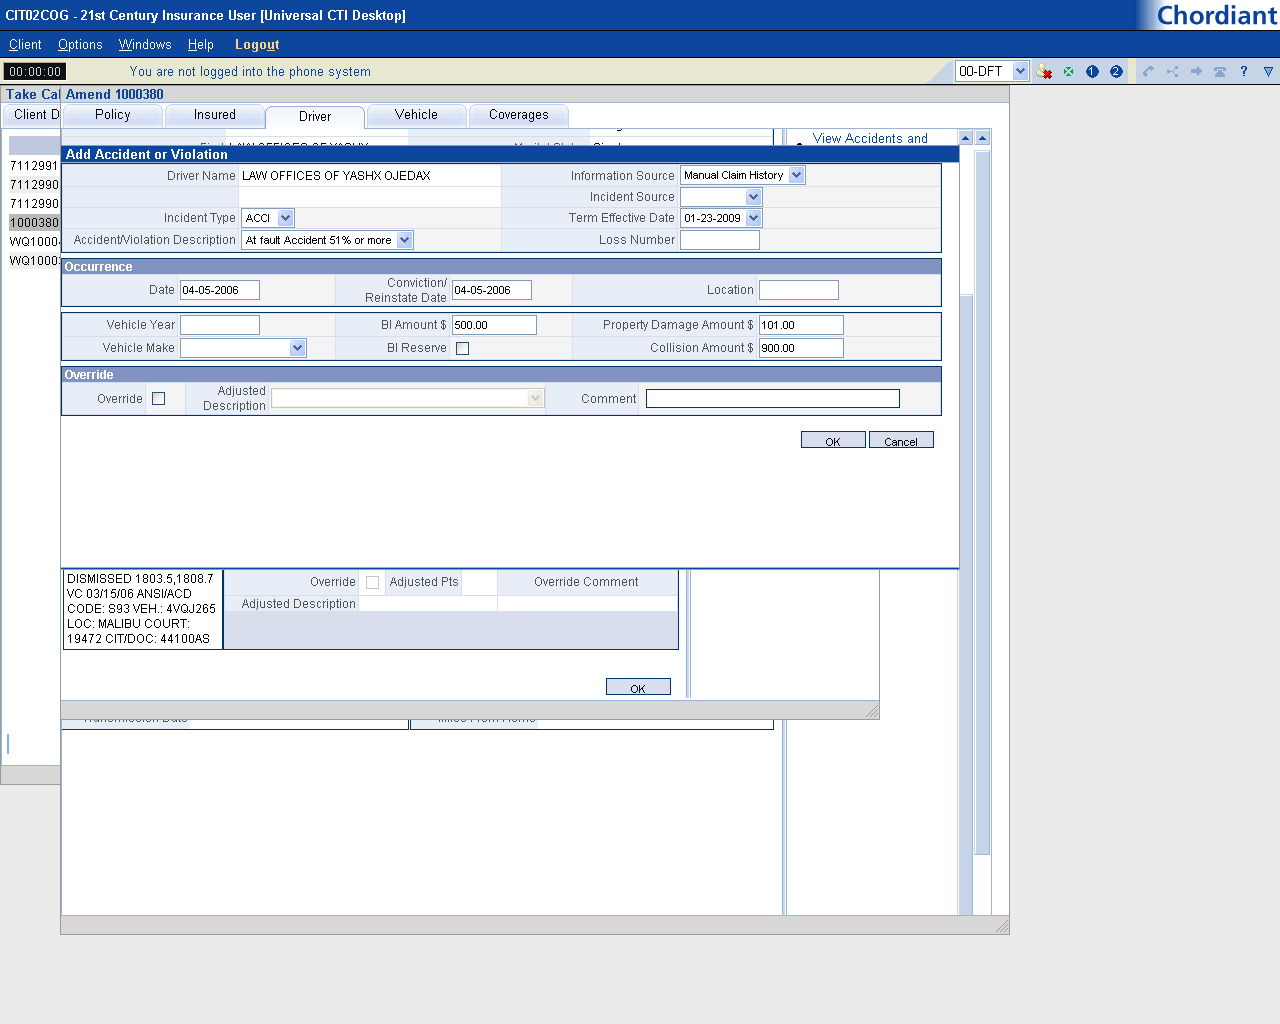 CIT02COG - 21st Century Insurance User [Universal CTI Desktop]
Chordiant
Client Options Windows Help Logout
00:00:00 You are not logged into the phone system 00-DFT 1 2 ?
Take Cal Amend 1000380
Client D Policy Insured Driver Vehicle Coverages
View Accidents and
Add Accident or Violation
Driver Name LAW OFFICES OF YASHX OJEDAX Information Source Manual Claim History
Incident Source
Incident Type ACCI Term Effective Date 01-23-2009
Accident/Violation Description At fault Accident 51% or more Loss Number
7112991
7112990
7112990
1000380
WQ1000
WQ1000
Occurrence
Date 04-05-2006 Conviction/ Reinstate Date 04-05-2006 Location
Vehicle Year BI Amount $ 500.00 Property Damage Amount $ 101.00
Vehicle Make BI Reserve Collision Amount $ 900.00
Override
Override Adjusted Description Comment
OK Cancel
DISMISSED 1803.5,1808.7
VC 03/15/06 ANSI/ACD
CODE: S93 VEH.: 4VQJ265
LOC: MALIBU COURT:
19472 CIT/DOC: 44100AS
Override Adjusted Pts Override Comment
Adjusted Description
OK